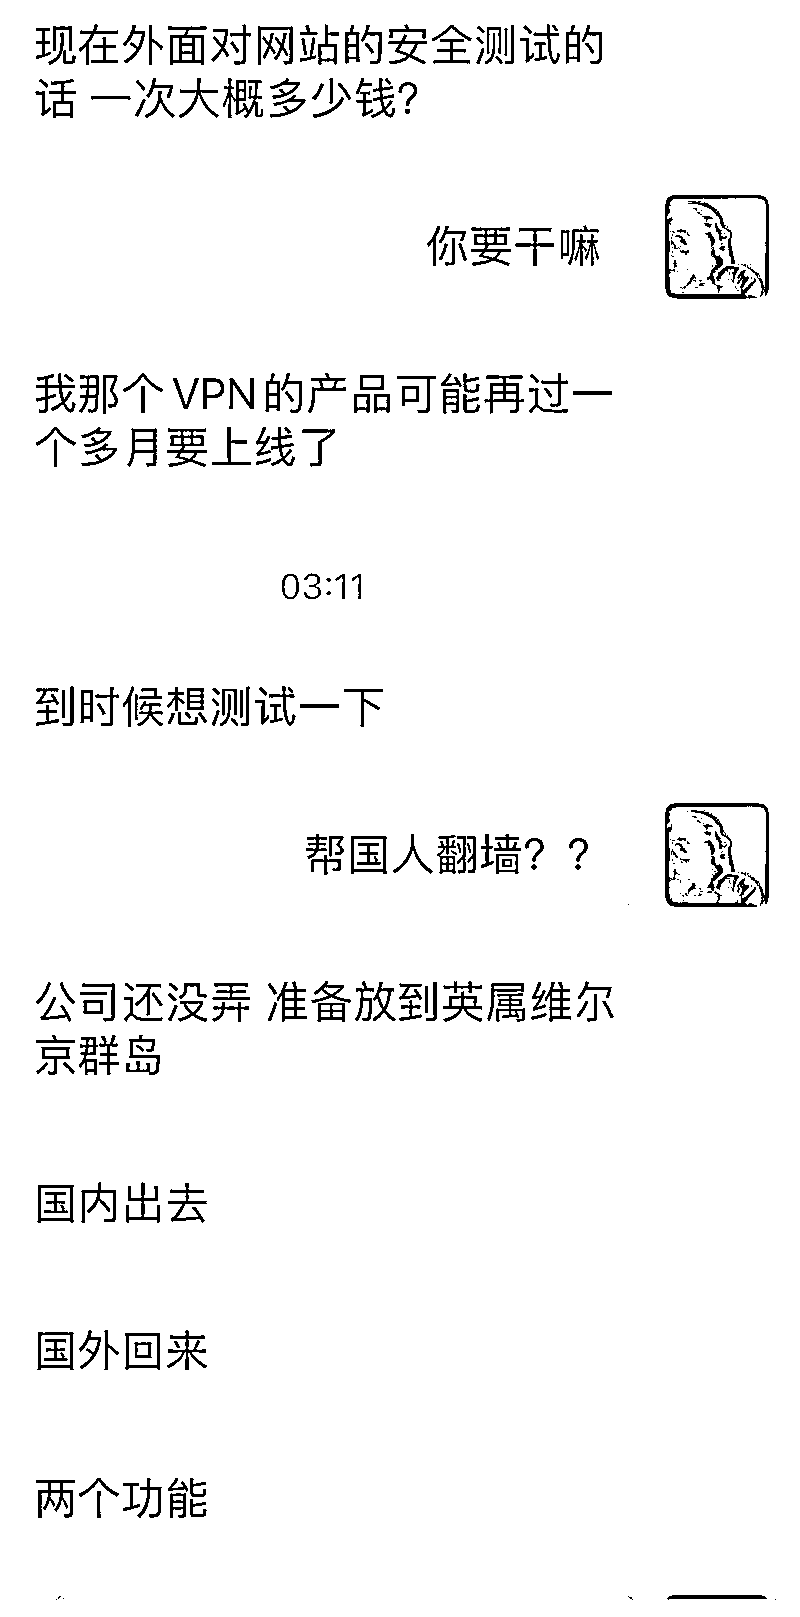 现在外面对网站的安全测试的
话 一次大概多少钱？
你要干嘛
我那个VPN的产品可能再过一
个多月要上线了
03:11
到时候想测试一下
帮国人翻墙？？
公司还没弄 准备放到英属维尔
京群岛
国内出去
国外回来
两个功能